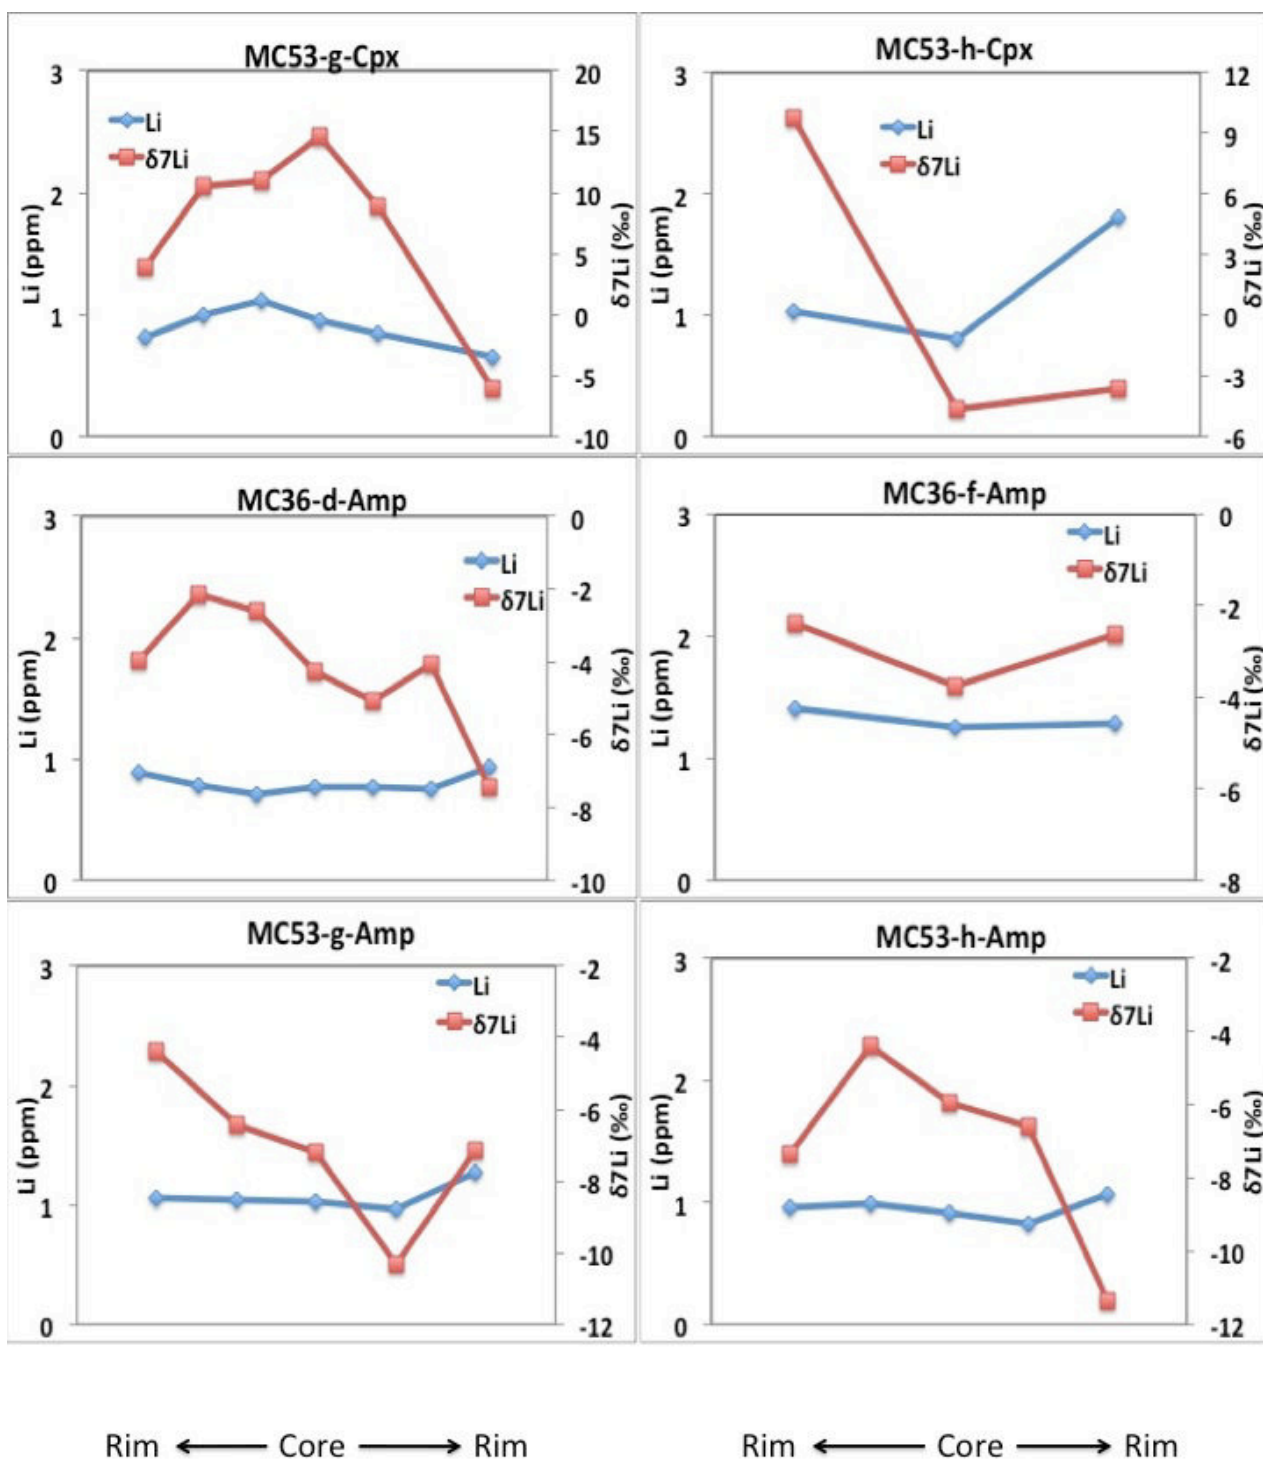 MC53-g-Cpx
3
2
1
0
Li (ppm)
Li
δ7Li
20
15
10
5
0
-5
-10
δ7Li (‰)
MC53-h-Cpx
3
2
1
0
Li (ppm)
Li
δ7Li
12
9
6
3
0
-3
-6
δ7Li (‰)
MC36-d-Amp
3
2
1
0
Li (ppm)
Li
δ7Li
0
-2
-4
-6
-8
-10
δ7Li (‰)
MC36-f-Amp
3
2
1
0
Li (ppm)
Li
δ7Li
0
-2
-4
-6
-8
δ7Li (‰)
MC53-g-Amp
3
2
1
0
Li (ppm)
Li
δ7Li
-2
-4
-6
-8
-10
-12
δ7Li (‰)
MC53-h-Amp
3
2
1
0
Li (ppm)
Li
δ7Li
-2
-4
-6
-8
-10
-12
δ7Li (‰)
Rim ← Core → Rim
Rim ← Core → Rim